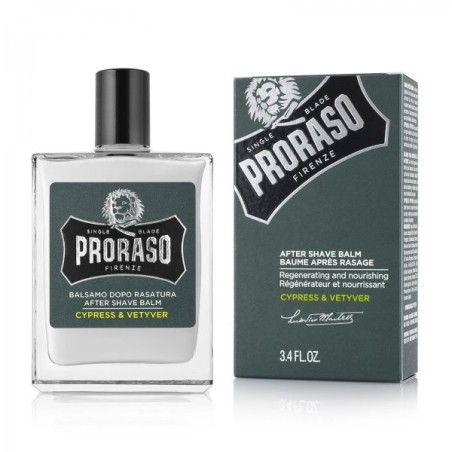 SINGLE BLADE
PRORASO
FIRENZE
BALSAMO DOPO RASATURA
AFTER SHAVE BALM
CYPRESS & VETYVER
SINGLE BLADE
PRORASO
FIRENZE
AFTER SHAVE BALM
BAUME APRÈS RASAGE
Regenerating and nourishing
Régénérateur et nourrissant
CYPRESS & VETYVER
3.4 FL.OZ.